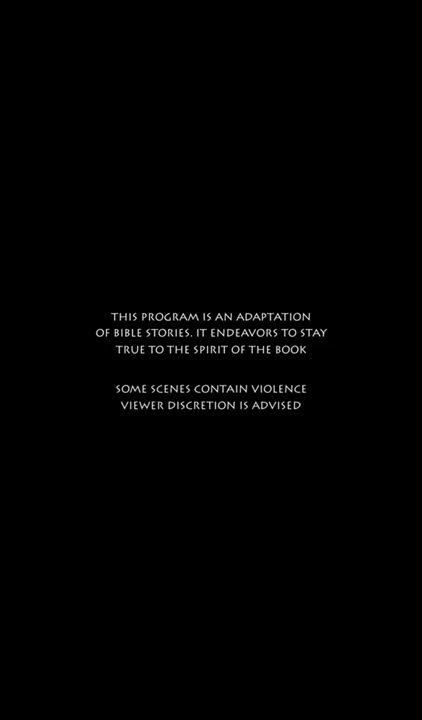 THIS PROGRAM IS AN ADAPTATION
OF BIBLE STORIES. IT ENDEAVORS TO STAY
TRUE TO THE SPIRIT OF THE BOOK
SOME SCENES CONTAIN VIOLENCE
VIEWER DISCRETION IS ADVISED